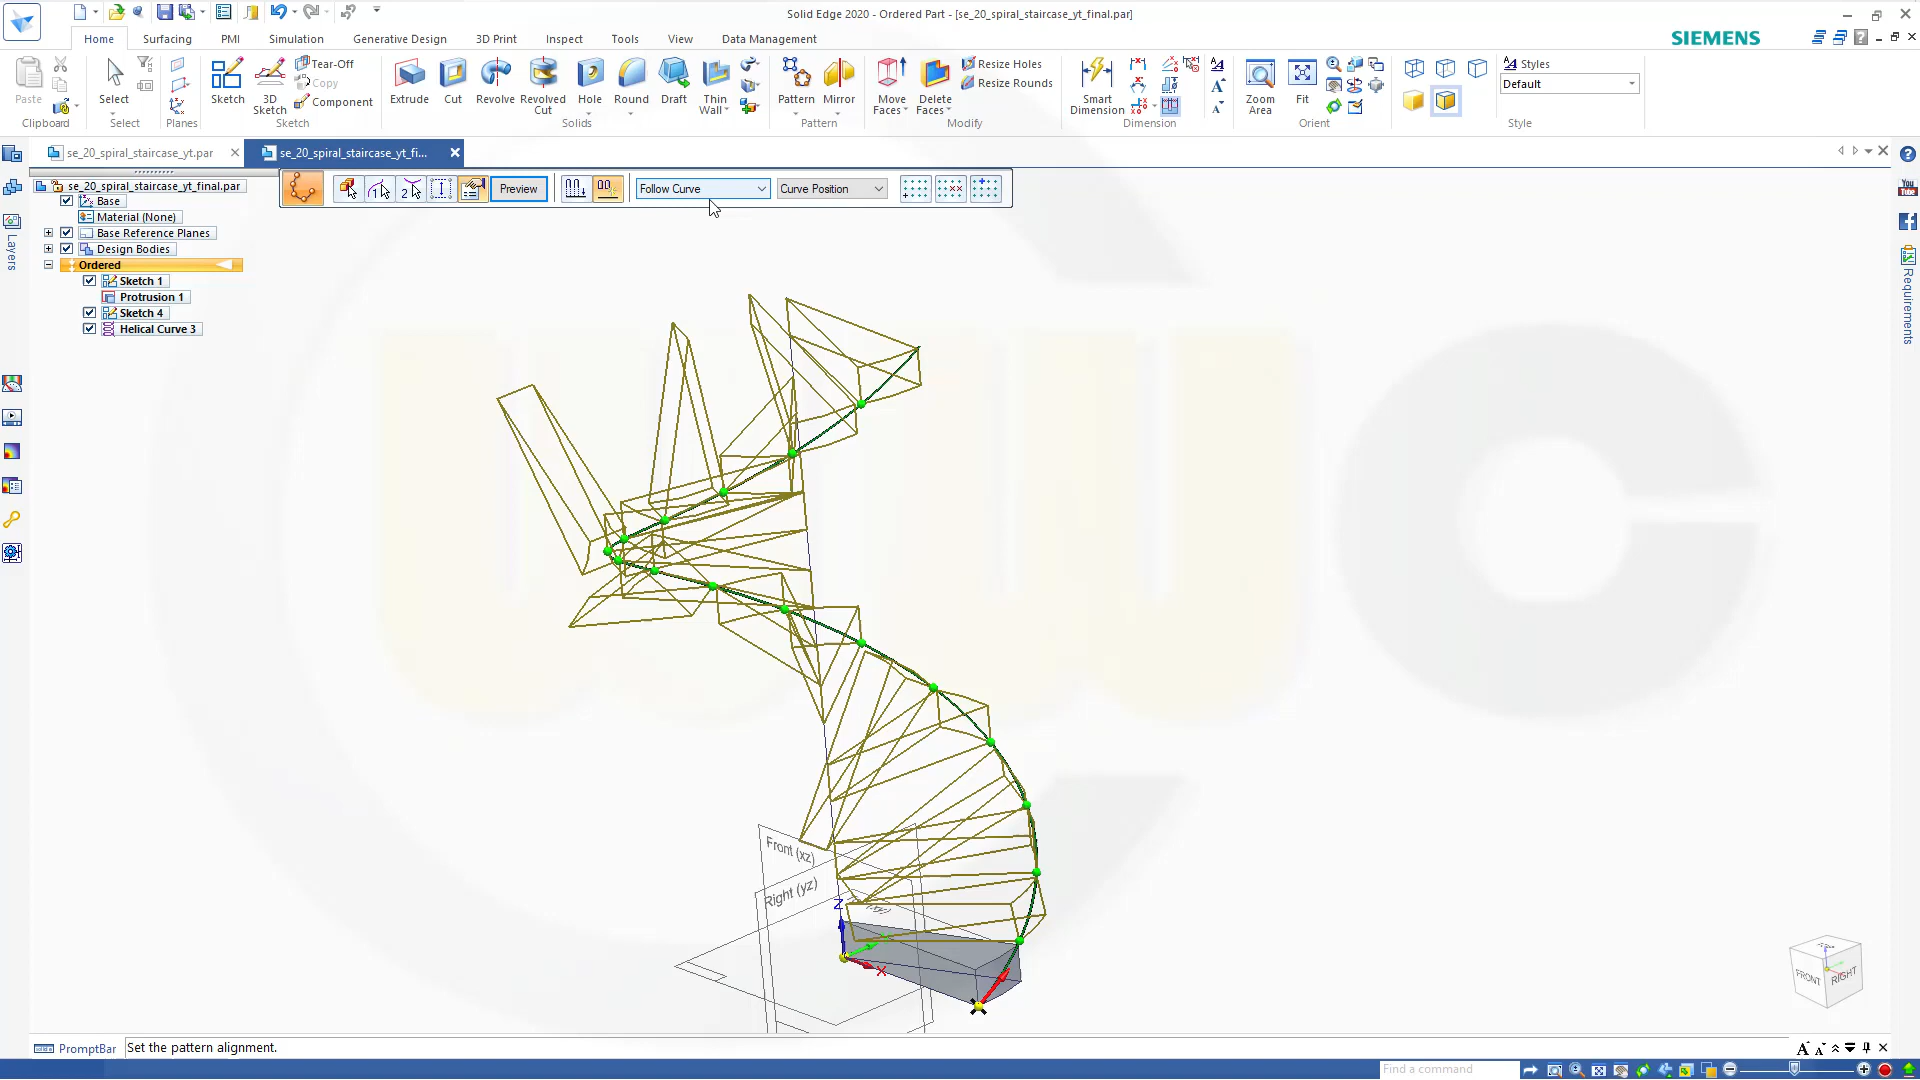 Solid Edge 2020 - Ordered Part - [se_20_spiral_staircase_yt_final.par]
Home Surfacing PMI Simulation Generative Design 3D Print Inspect Tools View Data Management
SIEMENS
Paste
Clipboard
Select
Select
Planes
Sketch
3D Sketch
Tear-Off
Copy
Component
Sketch
Extrude
Cut
Revolve
Revolved Cut
Hole
Round
Draft
Thin Wall
Solids
Pattern
Mirror
Pattern
Move Faces
Delete Faces
Resize Holes
Resize Rounds
Modify
Smart Dimension
Dimension
Zoom Area
Fit
Orient
Styles
Default
Style
se_20_spiral_staircase_yt.par
se_20_spiral_staircase_yt_fi...
Preview
Follow Curve
Curve Position
se_20_spiral_staircase_yt_final.par
Base
Material (None)
Base Reference Planes
Design Bodies
Ordered
Sketch 1
Protrusion 1
Sketch 4
Helical Curve 3
Layers
You Tube
Requirements
Front (xz)
Right (yz)
Z
X
FRONT
RIGHT
PromptBar
Set the pattern alignment.
Find a command